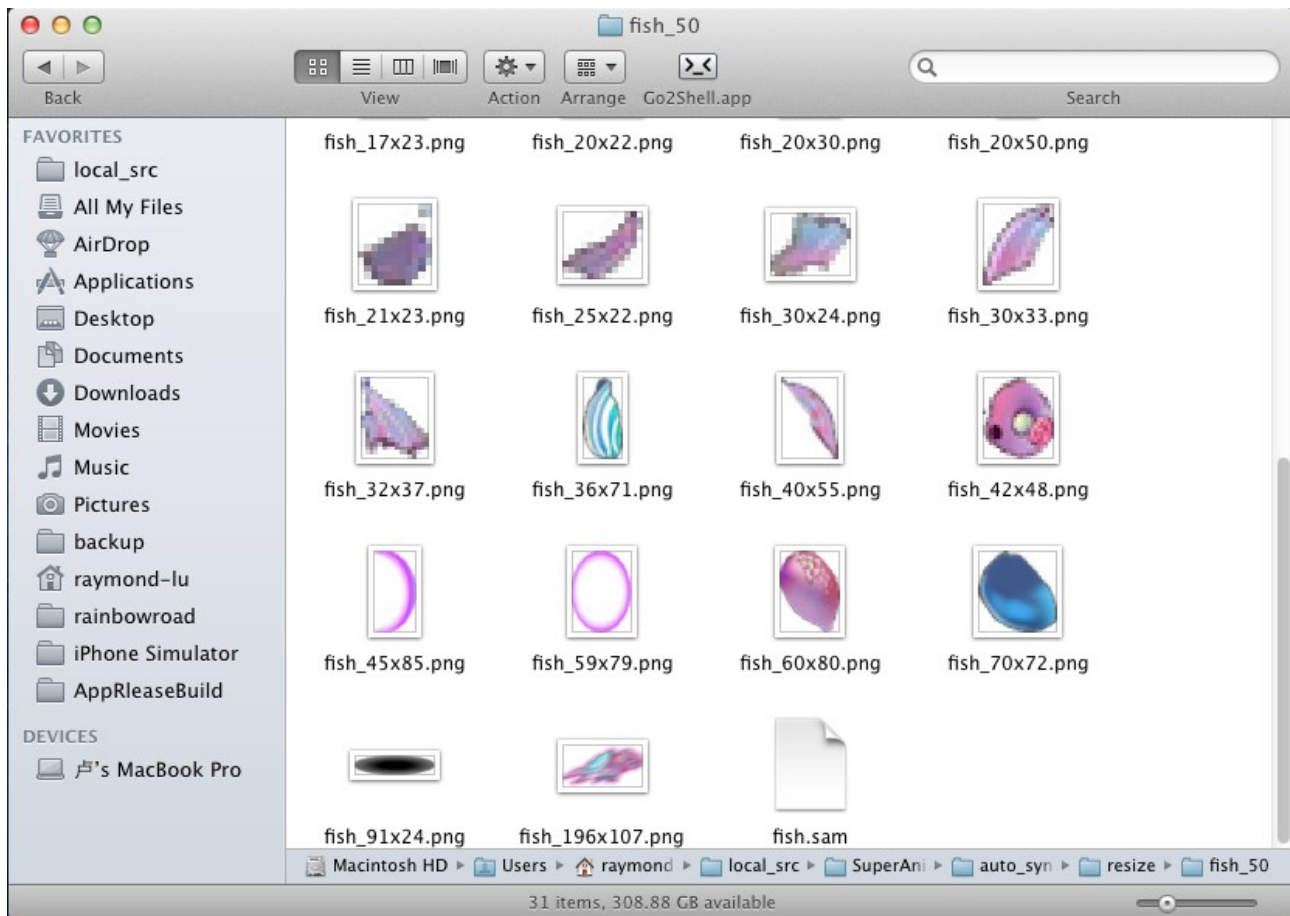 fish_50
Back
View
Action
Arrange
Go2Shell.app
Search
FAVORITES
local_src
All My Files
AirDrop
Applications
Desktop
Documents
Downloads
Movies
Music
Pictures
backup
raymond-lu
rainbowroad
iPhone Simulator
AppRleaseBuild
DEVICES
卢's MacBook Pro
fish_17x23.png
fish_20x22.png
fish_20x30.png
fish_20x50.png
fish_21x23.png
fish_25x22.png
fish_30x24.png
fish_30x33.png
fish_32x37.png
fish_36x71.png
fish_40x55.png
fish_42x48.png
fish_45x85.png
fish_59x79.png
fish_60x80.png
fish_70x72.png
fish_91x24.png
fish_196x107.png
fish.sam
Macintosh HD Users raymond local_src SuperAni auto_syn resize fish_50
31 items, 308.88 GB available